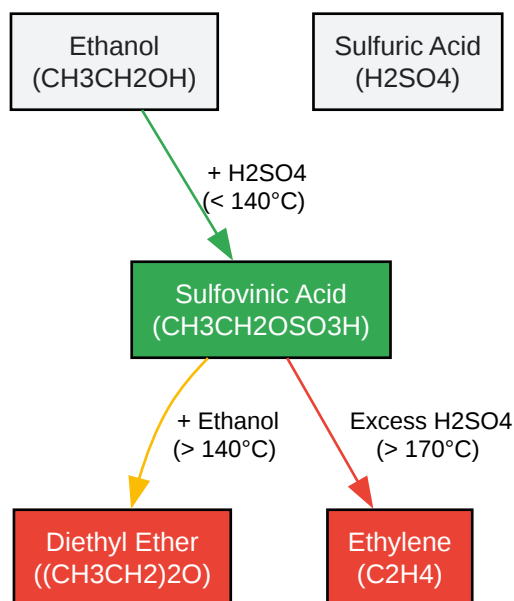 Ethanol
(CH3CH2OH)
Sulfuric Acid
(H2SO4)
+ H2SO4
(< 140°C)
Sulfovinic Acid
(CH3CH2OSO3H)
+ Ethanol
(> 140°C)
Excess H2SO4
(> 170°C)
Diethyl Ether
((CH3CH2)2O)
Ethylene
(C2H4)